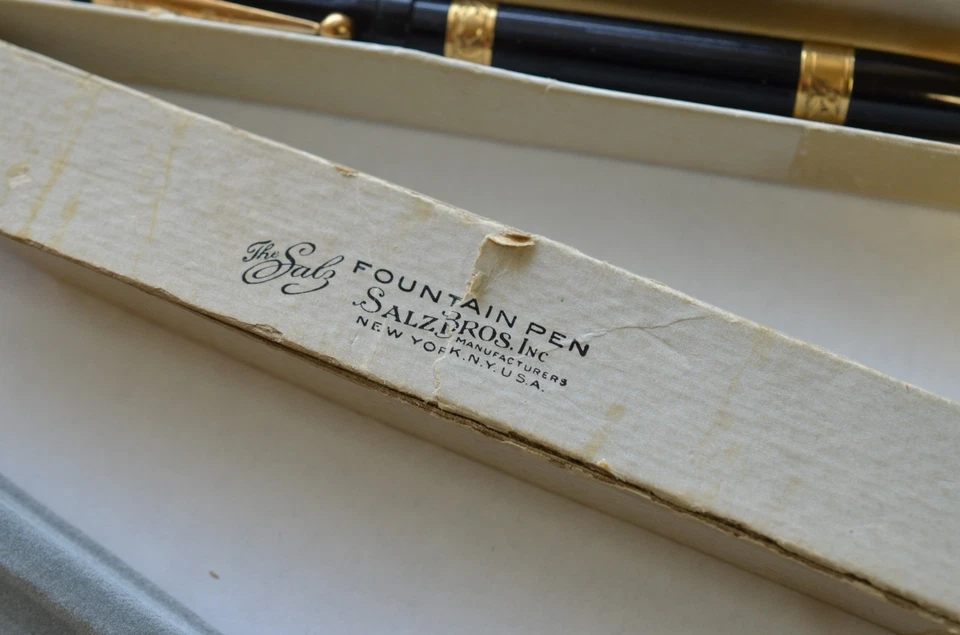 The Salz FOUNTAIN PEN
SALZ BROS. INC
MANUFACTURERS
NEW YORK.N.Y.U.S.A.